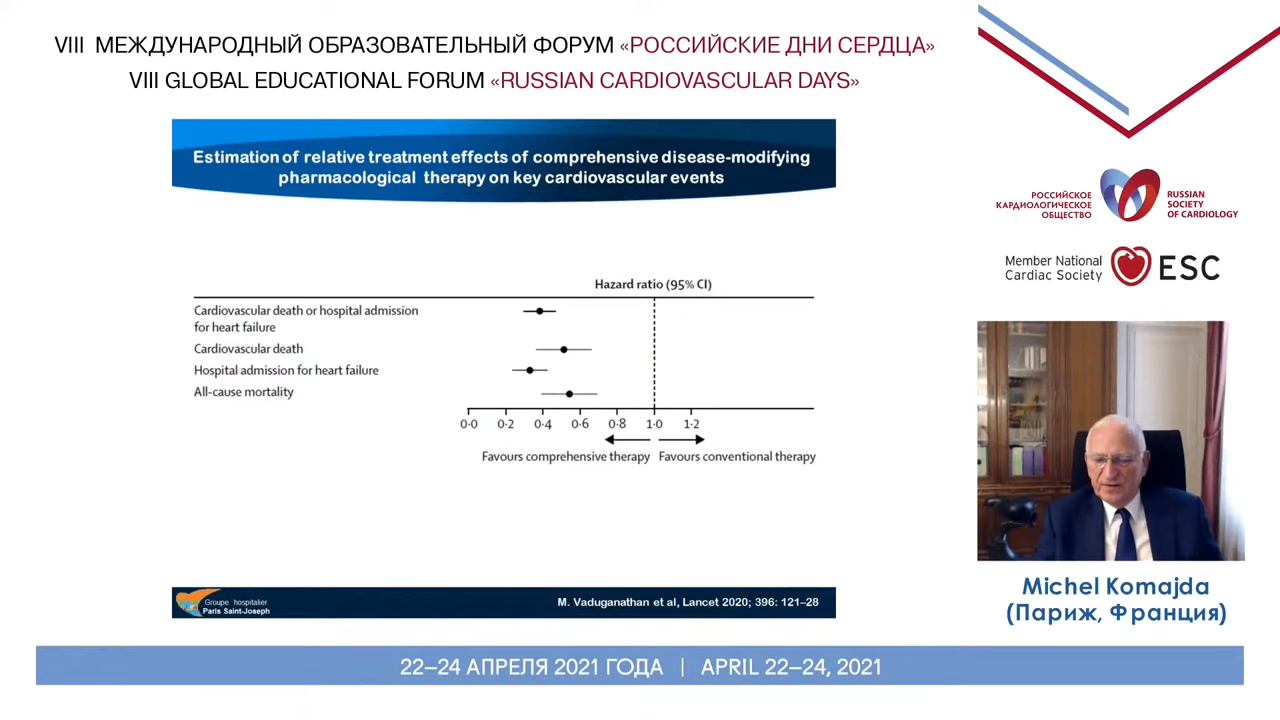 VIII МЕЖДУНАРОДНЫЙ ОБРАЗОВАТЕЛЬНЫЙ ФОРУМ «РОССИЙСКИЕ ДНИ СЕРДЦА»
VIII GLOBAL EDUCATIONAL FORUM «RUSSIAN CARDIOVASCULAR DAYS»
Estimation of relative treatment effects of comprehensive disease-modifying
pharmacological therapy on key cardiovascular events
Hazard ratio (95% CI)
Cardiovascular death or hospital admission
for heart failure
Cardiovascular death
Hospital admission for heart failure
All-cause mortality
0·0 0·2 0·4 0·6 0·8 1·0 1·2
Favours comprehensive therapy Favours conventional therapy
Groupe hospitalier
Paris Saint-Joseph
M. Vaduganathan et al, Lancet 2020; 396: 121–28
РОССИЙСКОЕ
КАРДИОЛОГИЧЕСКОЕ
ОБЩЕСТВО
RUSSIAN
SOCIETY
OF CARDIOLOGY
Member National
Cardiac Society
ESC
Michel Komajda
(Париж, Франция)
22–24 АПРЕЛЯ 2021 ГОДА | APRIL 22–24, 2021